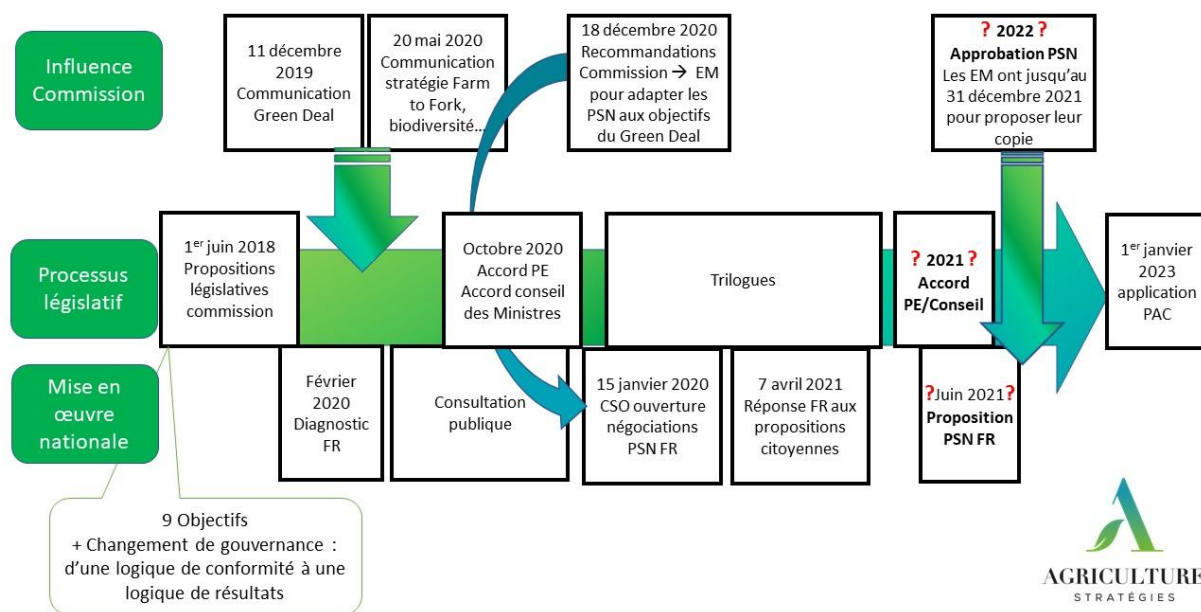 Influence
Commission
11 décembre
2019
Communication
Green Deal
20 mai 2020
Communication
stratégie Farm
to Fork,
biodiversité...
18 décembre 2020
Recommandations
Commission → EM
pour adapter les
PSN aux objectifs
du Green Deal
? 2022 ?
Approbation PSN
Les EM ont jusqu'au
31 décembre 2021
pour proposer leur
copie
Processus
législatif
1er juin 2018
Propositions
législatives
commission
Octobre 2020
Accord PE
Accord conseil
des Ministres
Trilogues
? 2021 ?
Accord
PE/Conseil
1er janvier
2023
application
PAC
Mise en
œuvre
nationale
Février
2020
Diagnostic
FR
Consultation
publique
15 janvier 2020
CSO ouverture
négociations
PSN FR
7 avril 2021
Réponse FR aux
propositions
citoyennes
?Juin 2021?
Proposition
PSN FR
9 Objectifs
+ Changement de gouvernance :
d'une logique de conformité à une
logique de résultats
AGRICULTURE
STRATÉGIES